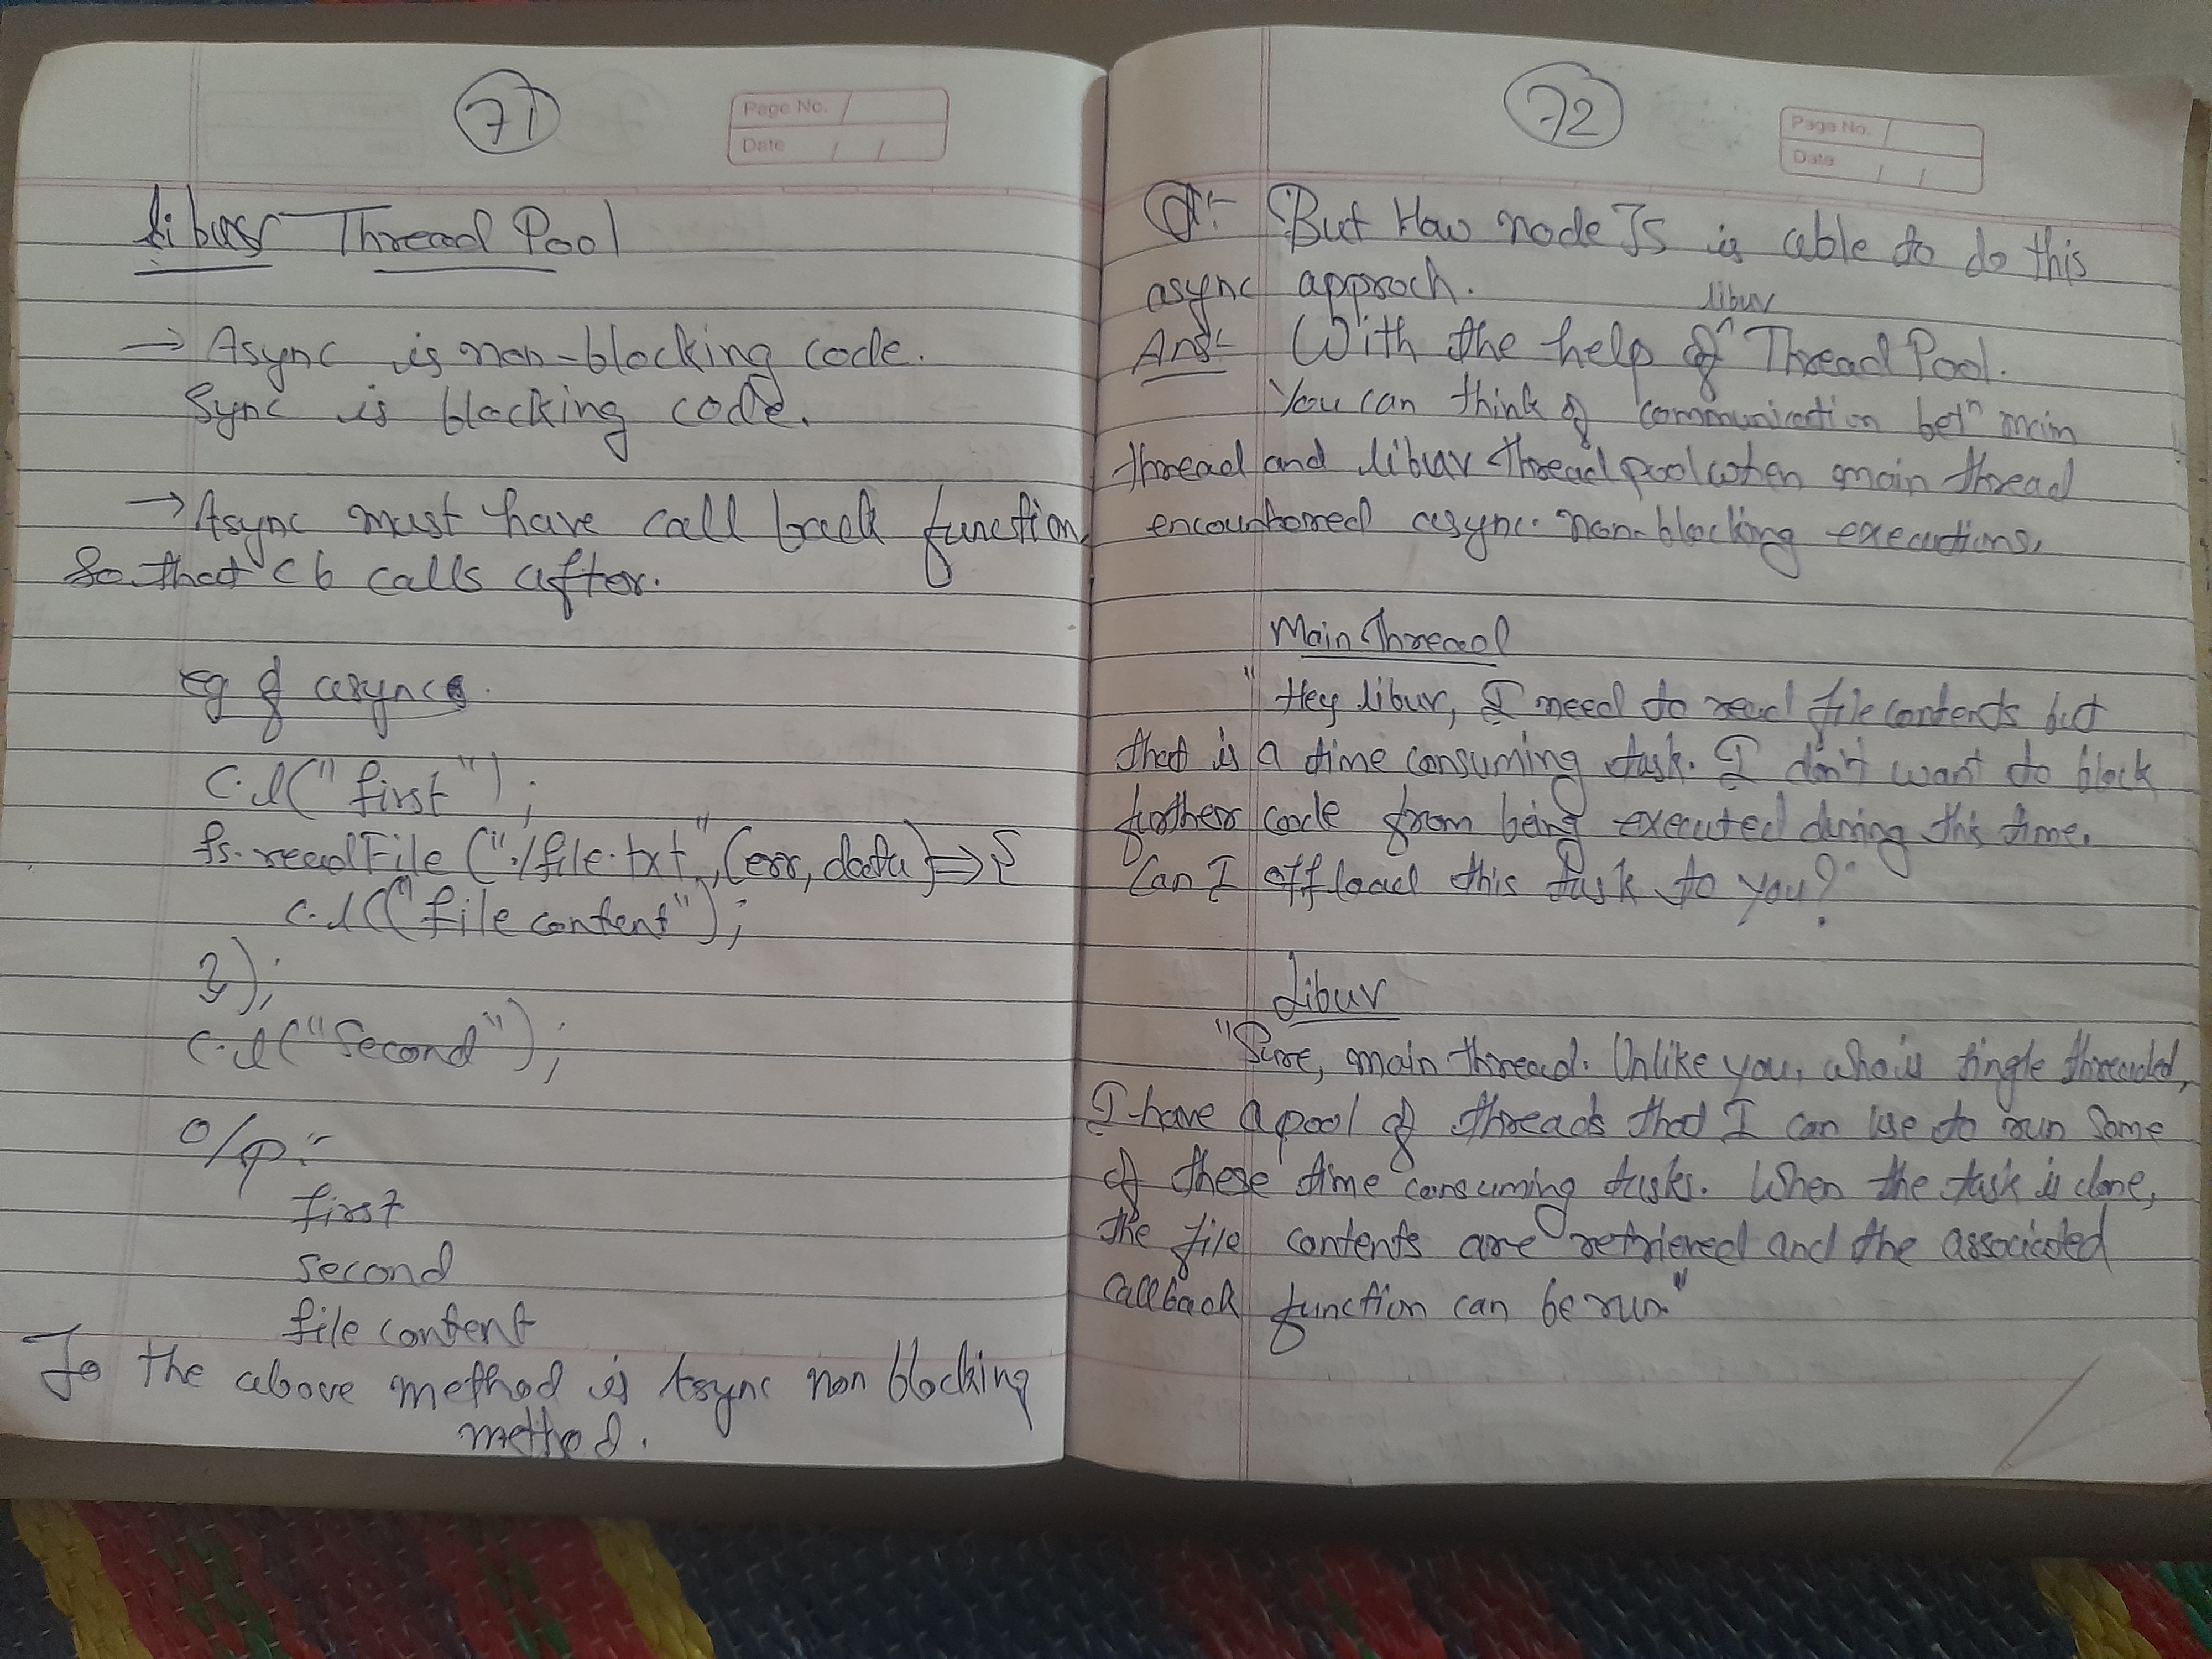 71
Page No.
Date / /
libuv Thread Pool
→ Async is non-blocking code.
Sync is blocking code.
→ Async must have call back function
So that cb calls after.
eg of async
c.l("first");
fs.readFile("./file.txt", (err, data) => {
c.l("file content");
});
c.l("Second");
O/p:-
first
second
file content
So the above method is Async non blocking
method.
72
Page No.
Date / /
Q:- But How node JS is able to do this
async approch.
libuv
Ans:- With the help of ^ Thread Pool.
You can think of communication betn main
thread and libuv thread pool when main thread
encounterred async non-blocking executions.
Main Thread
"Hey libuv, I need to read file contents but
that is a time consuming task. I don't want to block
further code from being executed during this time.
Can I off load this task to you?"
Libuv
"Sure, main thread. Unlike you, who is single threaded,
I have a pool of threads that I can use to run some
of these time consuming tasks. When the task is done,
the file contents are retrieved and the associated
callback function can be run."